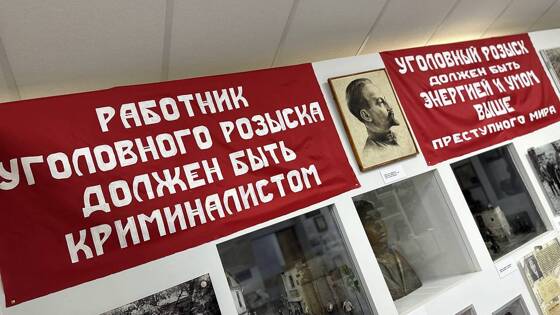 РАБОТНИК
УГОЛОВНОГО РОЗЫСКА
ДОЛЖЕН БЫТЬ
КРИМИНАЛИСТОМ
УГОЛОВНЫЙ РОЗЫСК
ДОЛЖЕН БЫТЬ
ЭНЕРГИЕЙ И УМОМ
ВЫШЕ
ПРЕСТУПНОГО МИРА